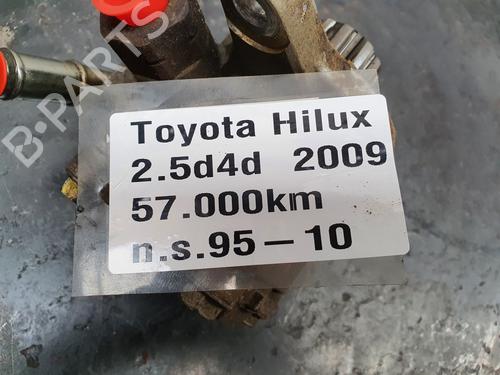 Toyota Hilux
2.5d4d 2009
57.000km
n.s.95-10
B-PARTS